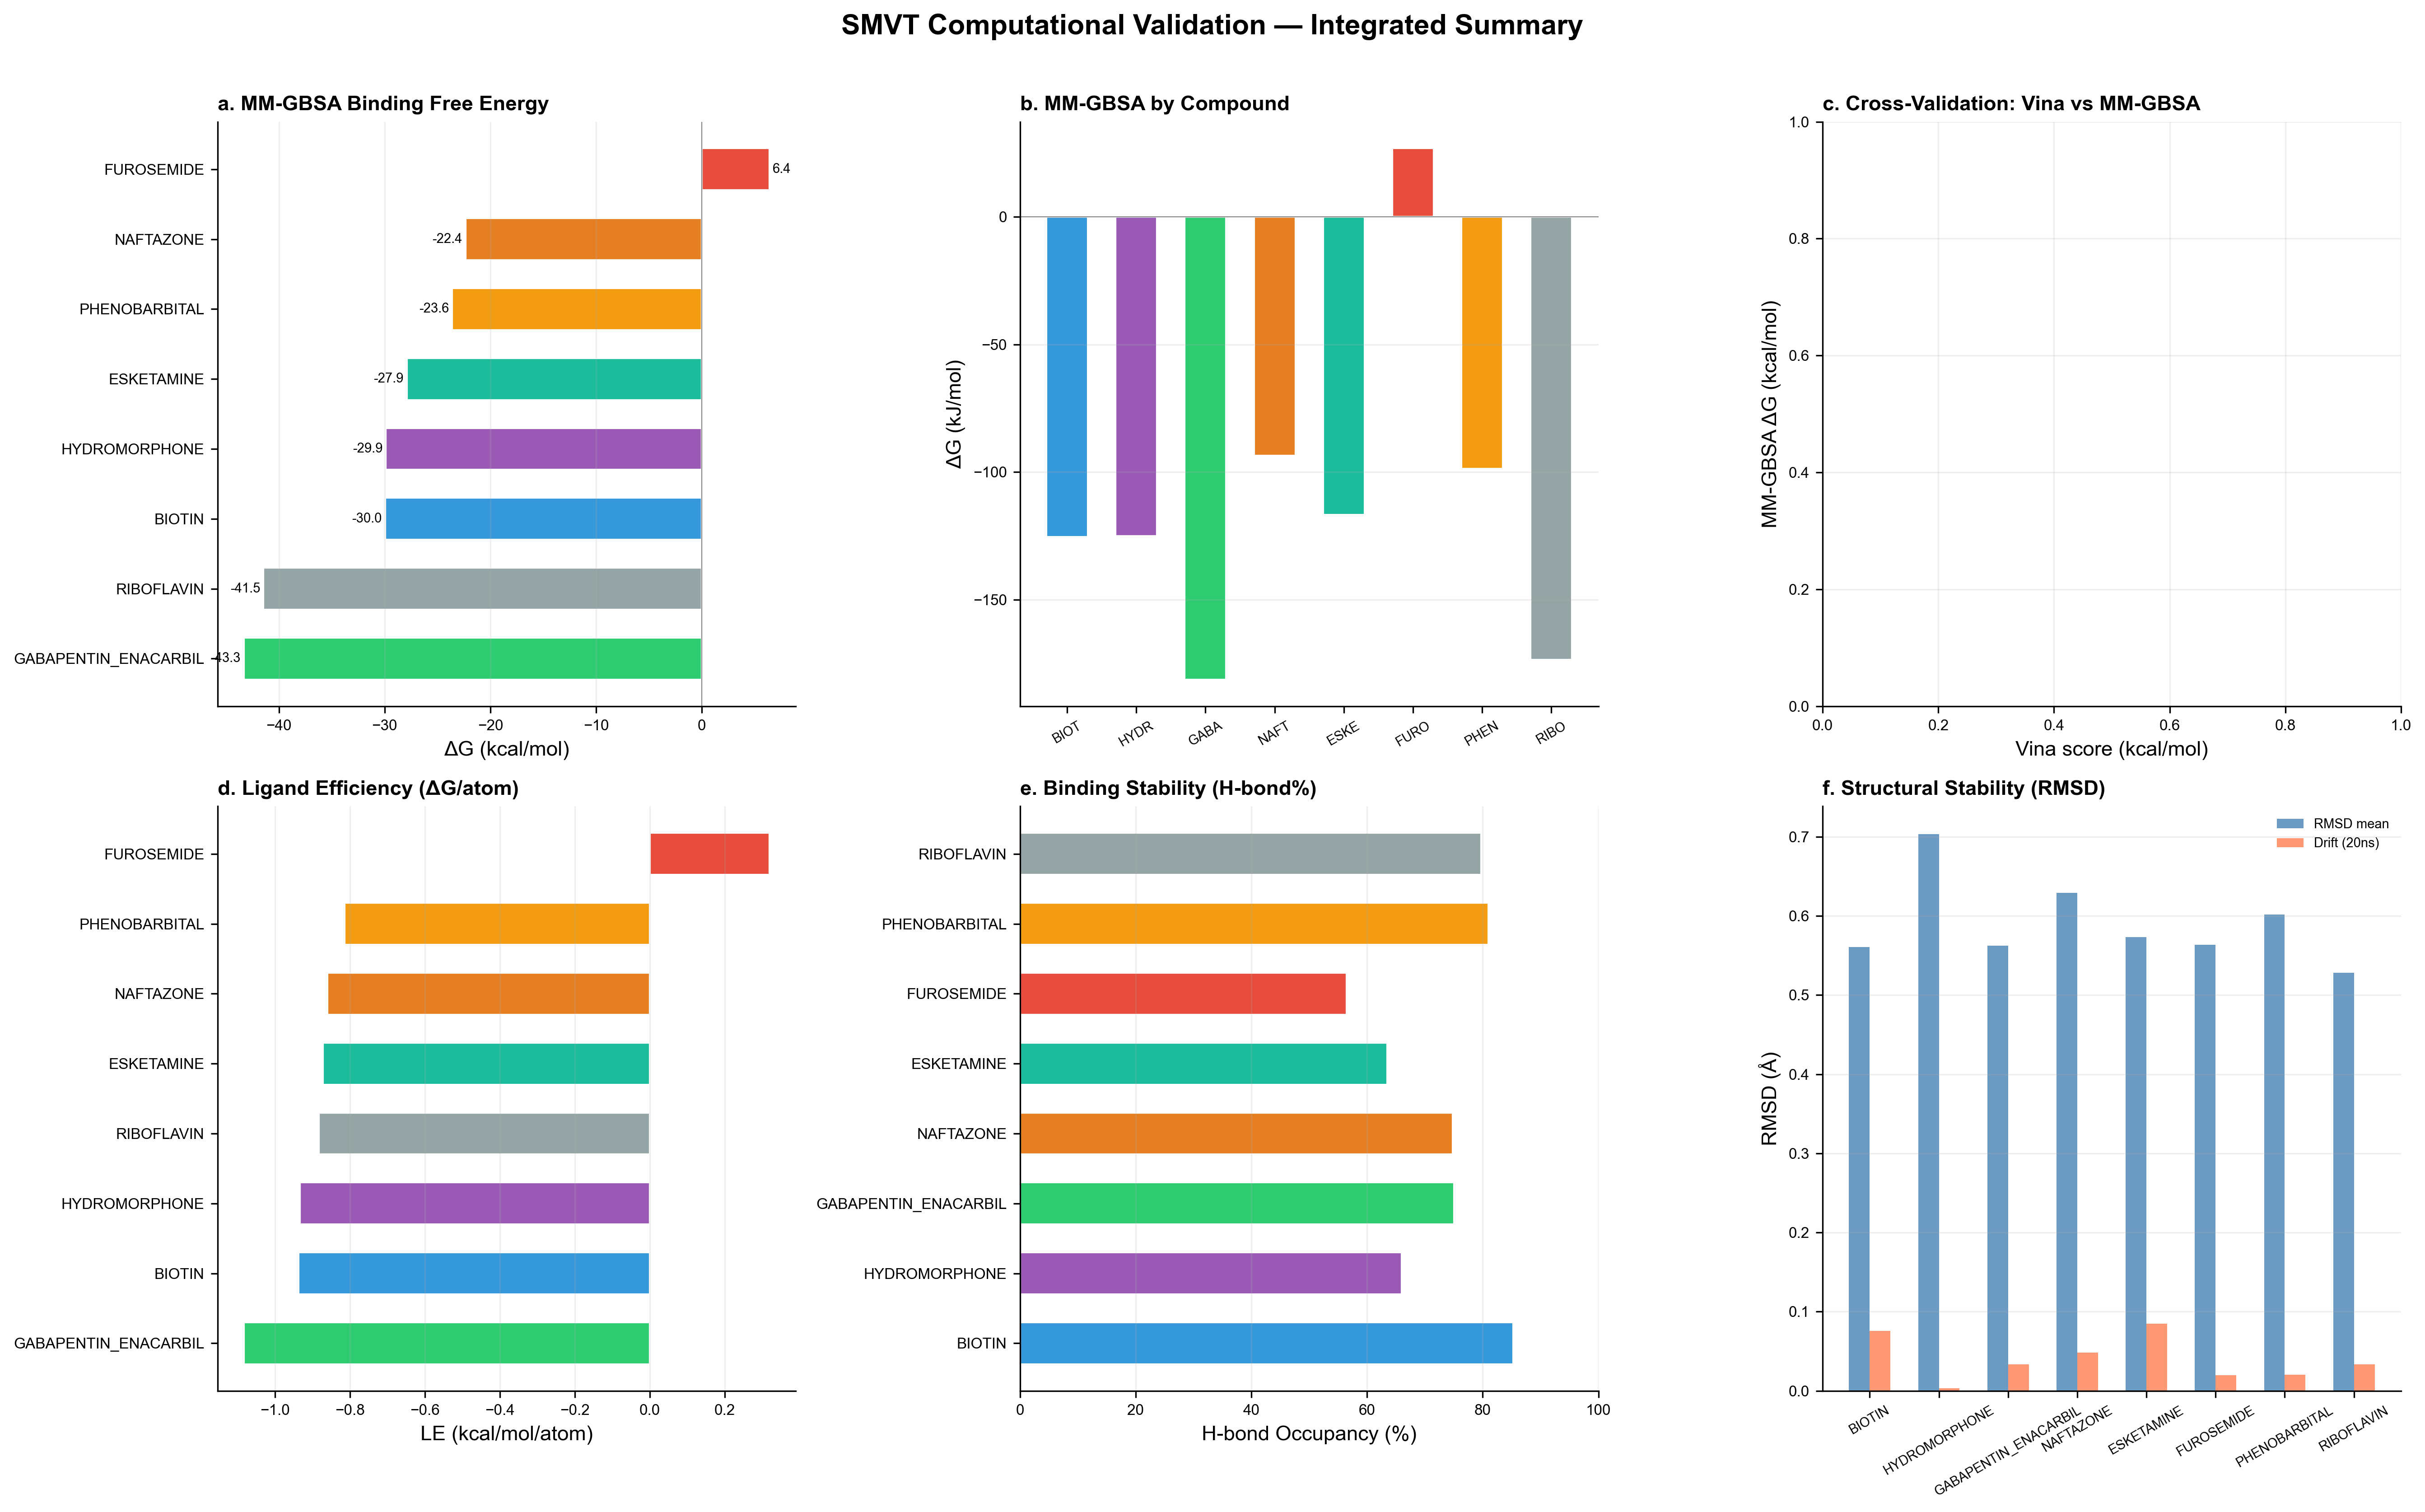 SMVT Computational Validation — Integrated Summary
a. MM-GBSA Binding Free Energy
FUROSEMIDE
NAFTAZONE
PHENOBARBITAL
ESKETAMINE
HYDROMORPHONE
BIOTIN
RIBOFLAVIN
GABAPENTIN_ENACARBIL
6.4
-22.4
-23.6
-27.9
-29.9
-30.0
-41.5
43.3
−40 −30 −20 −10 0
ΔG (kcal/mol)
b. MM-GBSA by Compound
ΔG (kJ/mol)
0
−50
−100
−150
BIOT HYDR GABA NAFT ESKE FURO PHEN RIBO
c. Cross-Validation: Vina vs MM-GBSA
MM-GBSA ΔG (kcal/mol)
1.0
0.8
0.6
0.4
0.2
0.0
0.0 0.2 0.4 0.6 0.8 1.0
Vina score (kcal/mol)
d. Ligand Efficiency (ΔG/atom)
FUROSEMIDE
PHENOBARBITAL
NAFTAZONE
ESKETAMINE
RIBOFLAVIN
HYDROMORPHONE
BIOTIN
GABAPENTIN_ENACARBIL
−1.0 −0.8 −0.6 −0.4 −0.2 0.0 0.2
LE (kcal/mol/atom)
e. Binding Stability (H-bond%)
RIBOFLAVIN
PHENOBARBITAL
FUROSEMIDE
ESKETAMINE
NAFTAZONE
GABAPENTIN_ENACARBIL
HYDROMORPHONE
BIOTIN
0 20 40 60 80 100
H-bond Occupancy (%)
f. Structural Stability (RMSD)
RMSD mean
Drift (20ns)
RMSD (Å)
0.7
0.6
0.5
0.4
0.3
0.2
0.1
0.0
BIOTIN
HYDROMORPHONE
GABAPENTIN_ENACARBIL
NAFTAZONE
ESKETAMINE
FUROSEMIDE
PHENOBARBITAL
RIBOFLAVIN